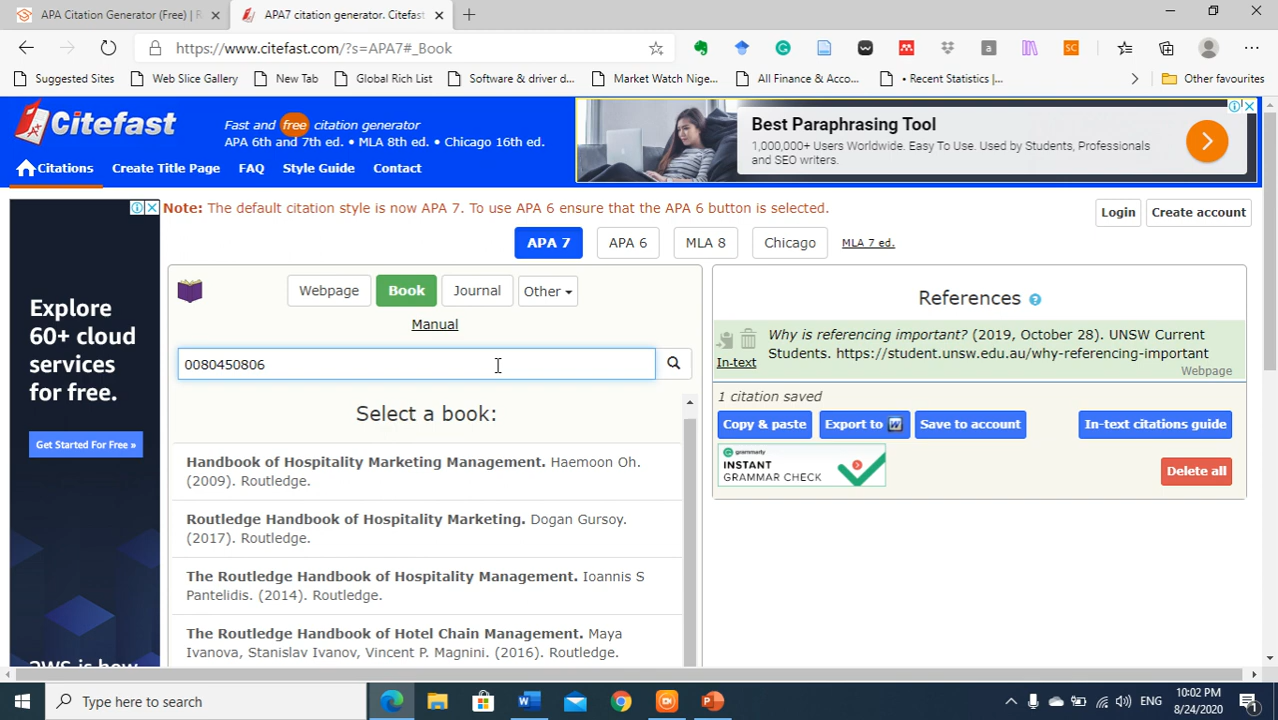 APA Citation Generator (Free) | R
APA7 citation generator. Citefast
https://www.citefast.com/?s=APA7#_Book
Suggested Sites
Web Slice Gallery
New Tab
Global Rich List
Software & driver d...
Market Watch Nige...
All Finance & Acco...
• Recent Statistics |...
Other favourites
Citefast
Fast and free citation generator
APA 6th and 7th ed. • MLA 8th ed. • Chicago 16th ed.
Best Paraphrasing Tool
1,000,000+ Users Worldwide. Easy To Use. Used by Students, Professionals
and SEO writers.
Citations
Create Title Page
FAQ
Style Guide
Contact
Note: The default citation style is now APA 7. To use APA 6 ensure that the APA 6 button is selected.
Login
Create account
APA 7
APA 6
MLA 8
Chicago
MLA 7 ed.
Webpage
Book
Journal
Other
Manual
0080450806
Select a book:
Handbook of Hospitality Marketing Management. Haemoon Oh.
(2009). Routledge.
Routledge Handbook of Hospitality Marketing. Dogan Gursoy.
(2017). Routledge.
The Routledge Handbook of Hospitality Management. Ioannis S
Pantelidis. (2014). Routledge.
The Routledge Handbook of Hotel Chain Management. Maya
Ivanova, Stanislav Ivanov, Vincent P. Magnini. (2016). Routledge.
References ?
Why is referencing important? (2019, October 28). UNSW Current
Students. https://student.unsw.edu.au/why-referencing-important
In-text
Webpage
1 citation saved
Copy & paste
Export to W
Save to account
In-text citations guide
grammarly
INSTANT
GRAMMAR CHECK
Delete all
Explore
60+ cloud
services
for free.
Get Started For Free »
Type here to search
ENG
10:02 PM
8/24/2020